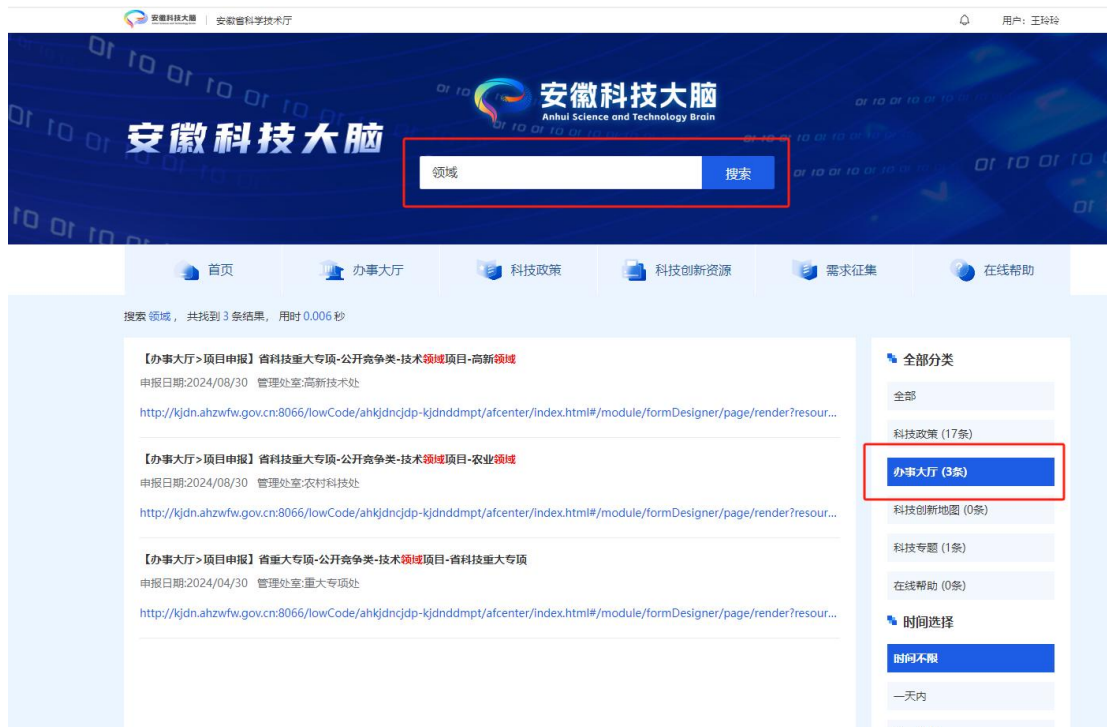 安徽科技大脑 安徽省科学技术厅 用户：王玲玲
安徽科技大脑
Anhui Science and Technology Brain
安徽科技大脑
领域 搜索
首页 办事大厅 科技政策 科技创新资源 需求征集 在线帮助
搜索 领域 ，共找到 3 条结果，用时 0.006 秒
【办事大厅>项目申报】省科技重大专项-公开竞争类-技术领域项目-高新领域
申报日期:2024/08/30 管理处室:高新技术处
http://kjdn.ahzwfw.gov.cn:8066/lowCode/ahkjdncjdp-kjdnddmpt/afcenter/index.html#/module/formDesigner/page/render?resour...
【办事大厅>项目申报】省科技重大专项-公开竞争类-技术领域项目-农业领域
申报日期:2024/08/30 管理处室:农村科技处
http://kjdn.ahzwfw.gov.cn:8066/lowCode/ahkjdncjdp-kjdnddmpt/afcenter/index.html#/module/formDesigner/page/render?resour...
【办事大厅>项目申报】省重大专项-公开竞争类-技术领域项目-省科技重大专项
申报日期:2024/04/30 管理处室:重大专项处
http://kjdn.ahzwfw.gov.cn:8066/lowCode/ahkjdncjdp-kjdnddmpt/afcenter/index.html#/module/formDesigner/page/render?resour...
全部分类
全部
科技政策 (17条)
办事大厅 (3条)
科技创新地图 (0条)
科技专题 (1条)
在线帮助 (0条)
时间选择
时间不限
一天内